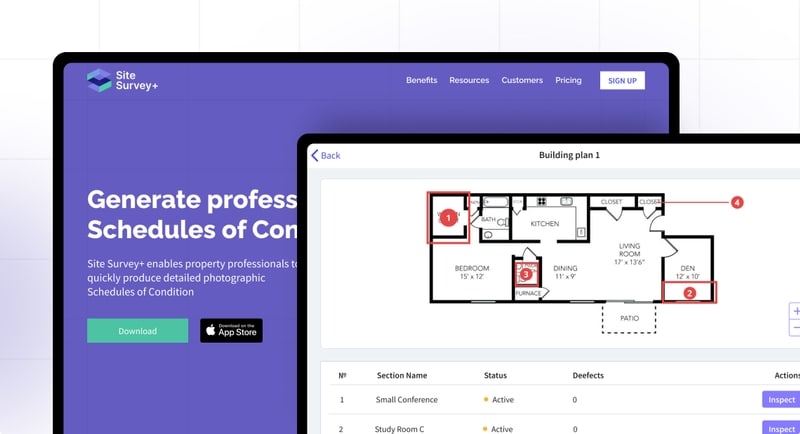 Site
Survey+
Benefits
Resources
Customers
Pricing
SIGN UP
Back
Building plan 1
Generate profess
Schedules of Con
Site Survey+ enables property professionals to
quickly produce detailed photographic
Schedules of Condition
Download
Download on the
App Store
1
BATH
KITCHEN
CLOSET
CLOSET
4
LIVING
ROOM
17' x 13'6"
BEDROOM
15' x 12'
3
FURNACE
DINING
11' x 9'
DEN
12' x 10'
2
PATIO
+
−
Nº
Section Name
Status
Deefects
Actions
1
Small Conference
Active
0
Inspect
2
Study Room C
Active
0
Inspect